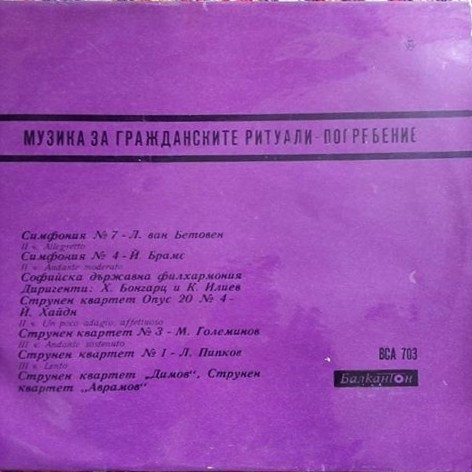 МУЗИКА ЗА ГРАЖДАНСКИТЕ РИТУАЛИ - ПОГРЕБЕНИЕ
Симфония № 7 - Л. ван Бетовен
II ч. Allegretto
Симфония № 4 - Й. Брамс
II ч. Andante moderato
Софийска държавна филхармония
Диригенти: Х. Бонгарц и К. Илиев
Струнен квартет Опус 20 № 4 -
Й. Хайдн
II ч. Un poco adagio, affettuoso
Струнен квартет № 3 - М. Големинов
III ч. Andante sostenuto
Струнен квартет № 1 - Л. Пипков
III ч. Lento
Струнен квартет „Димов“, Струнен
квартет „Аврамов“
ВСА 703
Балкантон